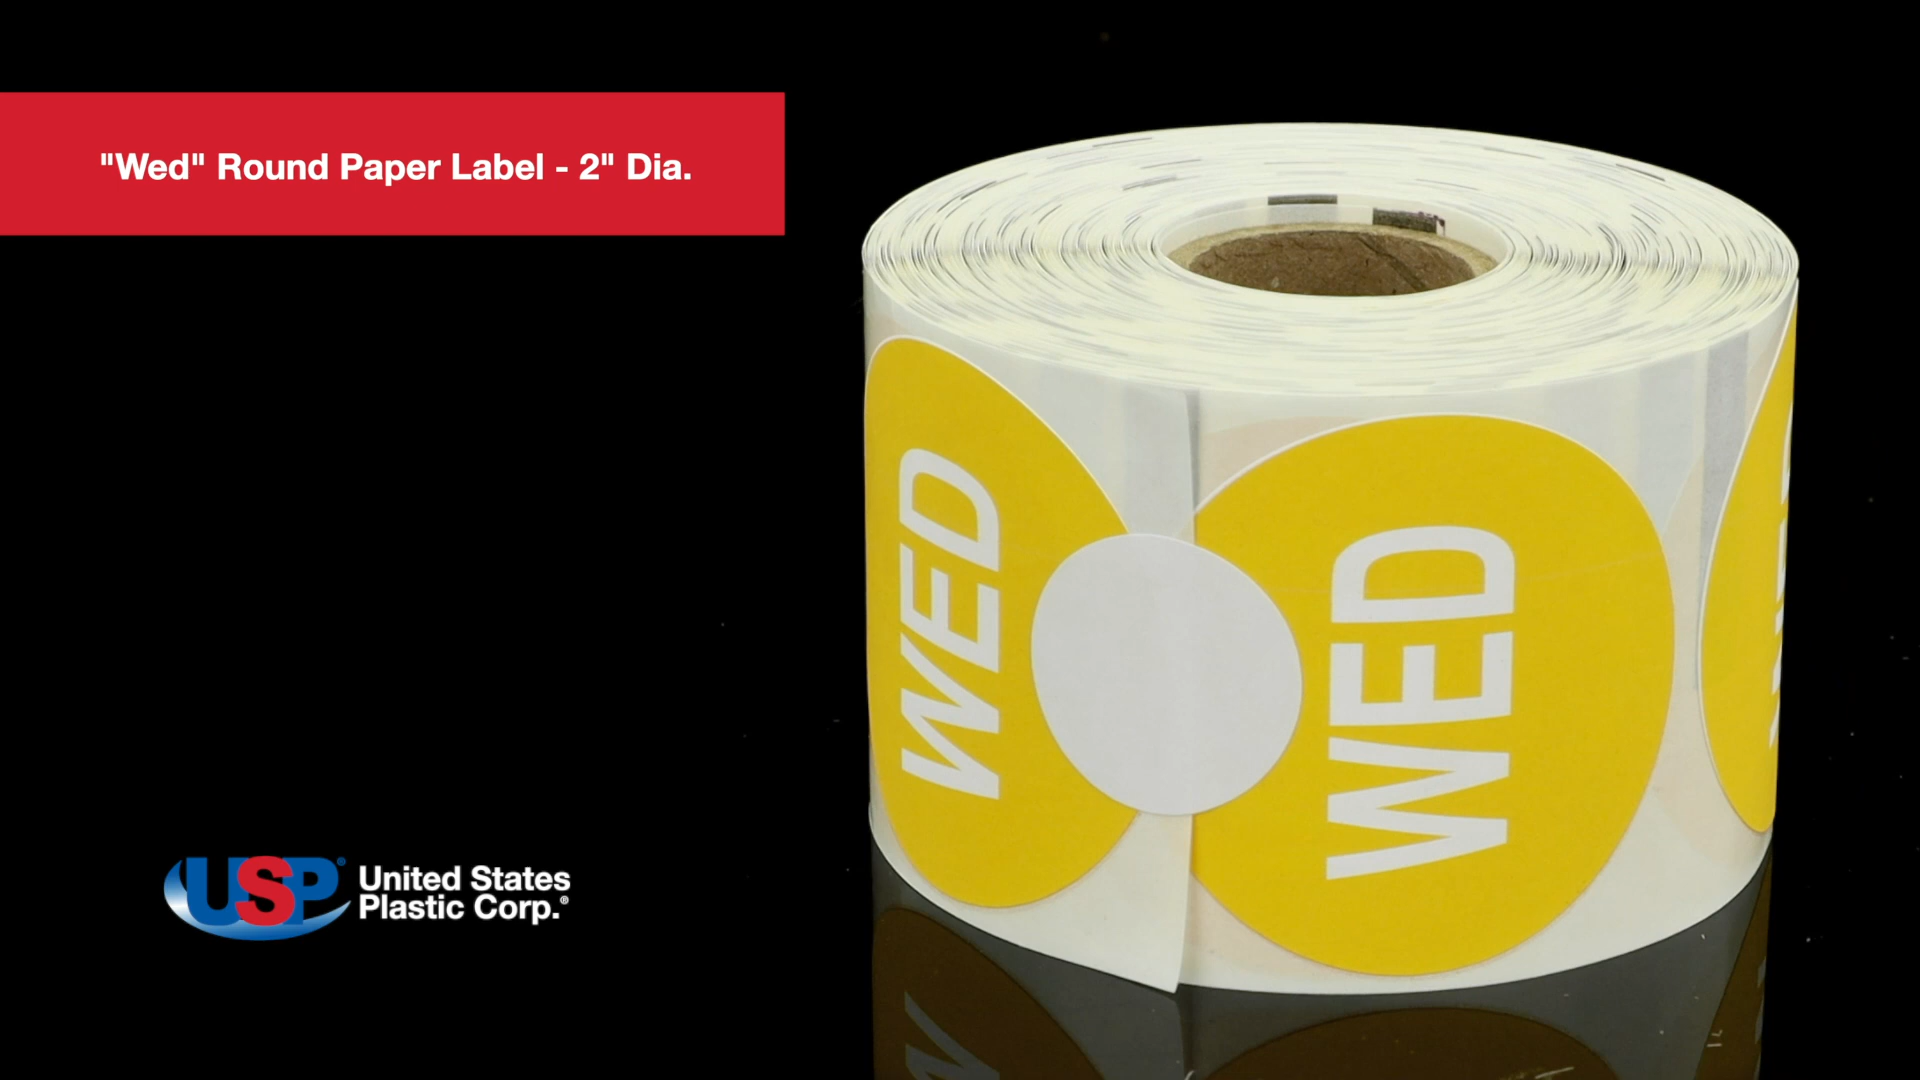 "Wed" Round Paper Label - 2" Dia.
WED
WED
USP®
United States
Plastic Corp.®